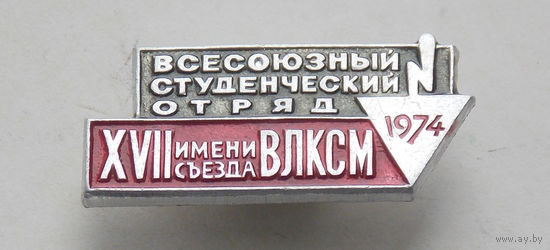 ВСЕСОЮЗНЫЙ
СТУДЕНЧЕСКИЙ
ОТРЯД
1974
XVII ИМЕНИ СЪЕЗДА ВЛКСМ
www.ay.by